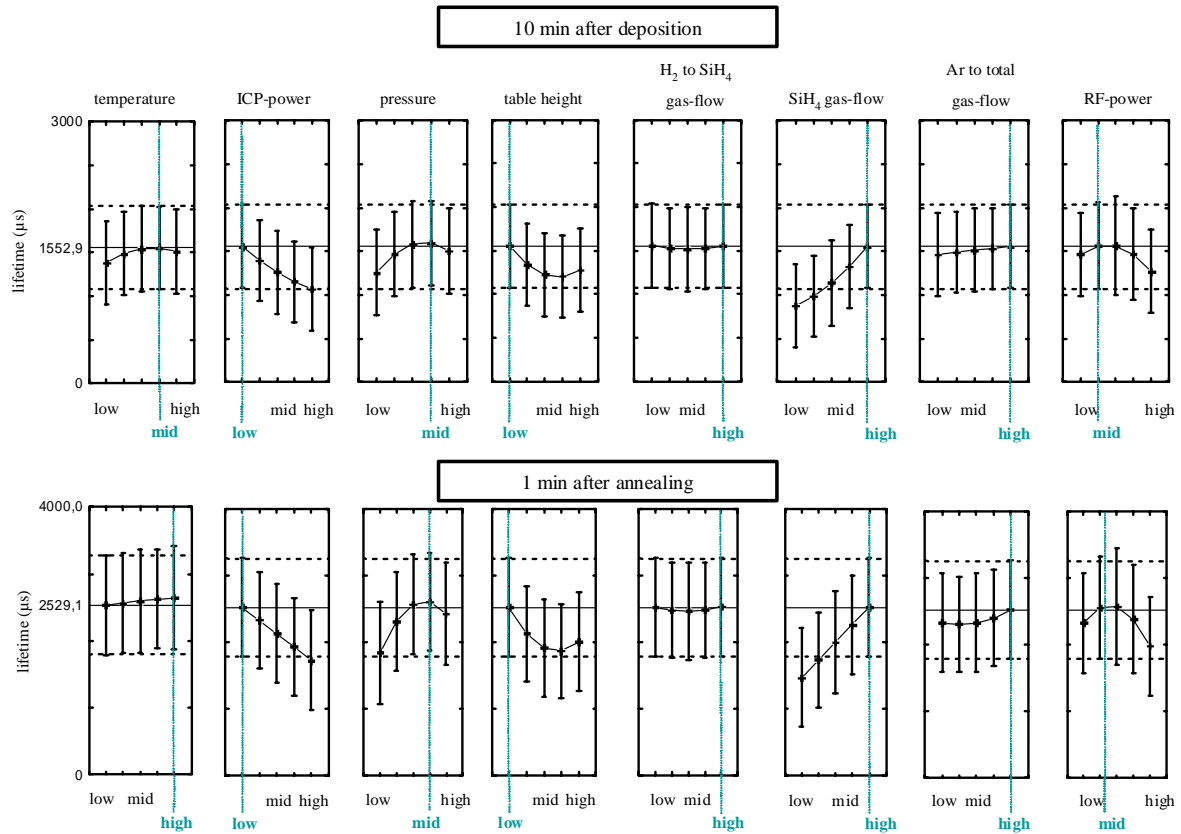 10 min after deposition
H2 to SiH4
Ar to total
temperature ICP-power pressure table height gas-flow SiH4 gas-flow gas-flow RF-power
3000
1552,9
0
lifetime (µs)
low high mid high low high mid high low mid high low mid low mid high low high
mid low mid low high high high mid
1 min after annealing
4000,0
2529,1
0
lifetime (µs)
low mid mid high low high mid high low mid low mid low mid low high
high low mid low high high high mid